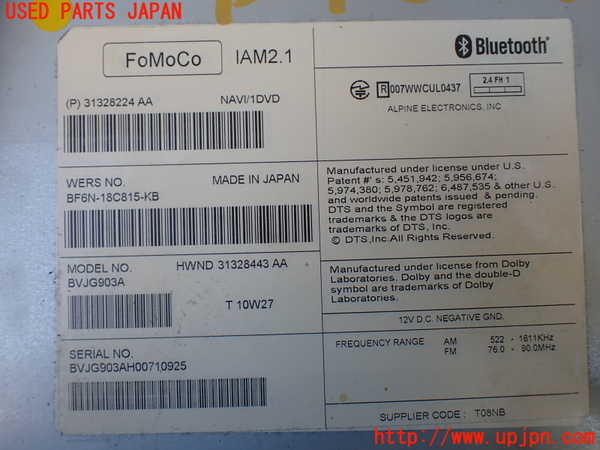 USED PARTS JAPAN
FoMoCo
IAM2.1
Bluetooth®
(P) 31328224 AA
NAVI/1DVD
R 007WWCUL0437
2.4 FH 1
ALPINE ELECTRONICS, INC
WERS NO.
MADE IN JAPAN
BF6N-18C815-KB
Manufactured under license under U.S.
Patent #' s: 5,451,942; 5,956,674;
5,974,380; 5,978,762; 6,487,535 & other U.S.
and worldwide patents issued & pending.
DTS and the Symbol are registered
trademarks & the DTS logos are
trademarks of DTS, Inc.
© DTS,Inc.All Rights Reserved.
MODEL NO.
HWND 31328443 AA
BVJG903A
T 10W27
Manufactured under license from Dolby
Laboratories. Dolby and the double-D
symbol are trademarks of Dolby
Laboratories.
12V D.C. NEGATIVE GND.
FREQUENCY RANGE AM 522 - 1611KHz
FM 76.0 - 90.0MHz
SERIAL NO.
BVJG903AH00710925
SUPPLIER CODE : T08NB
http://www.upjpn.com/